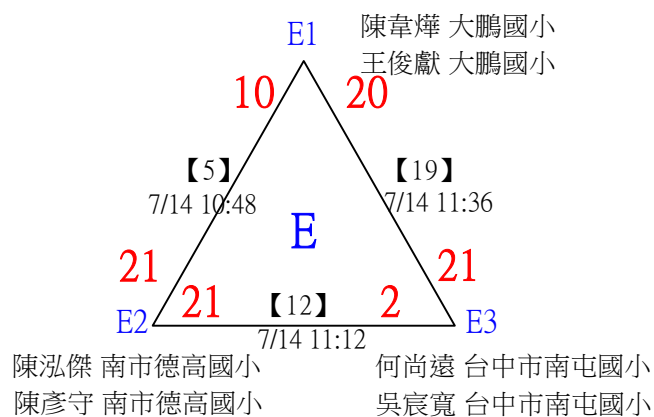 E1
陳韋燁 大鵬國小
王俊獻 大鵬國小
10
20
【5】
7/14 10:48
【19】
7/14 11:36
E
21
21
【12】
2
21
E2
7/14 11:12
E3
陳泓傑 南市德高國小
陳彥守 南市德高國小
何尚遠 台中市南屯國小
吳宸寬 台中市南屯國小